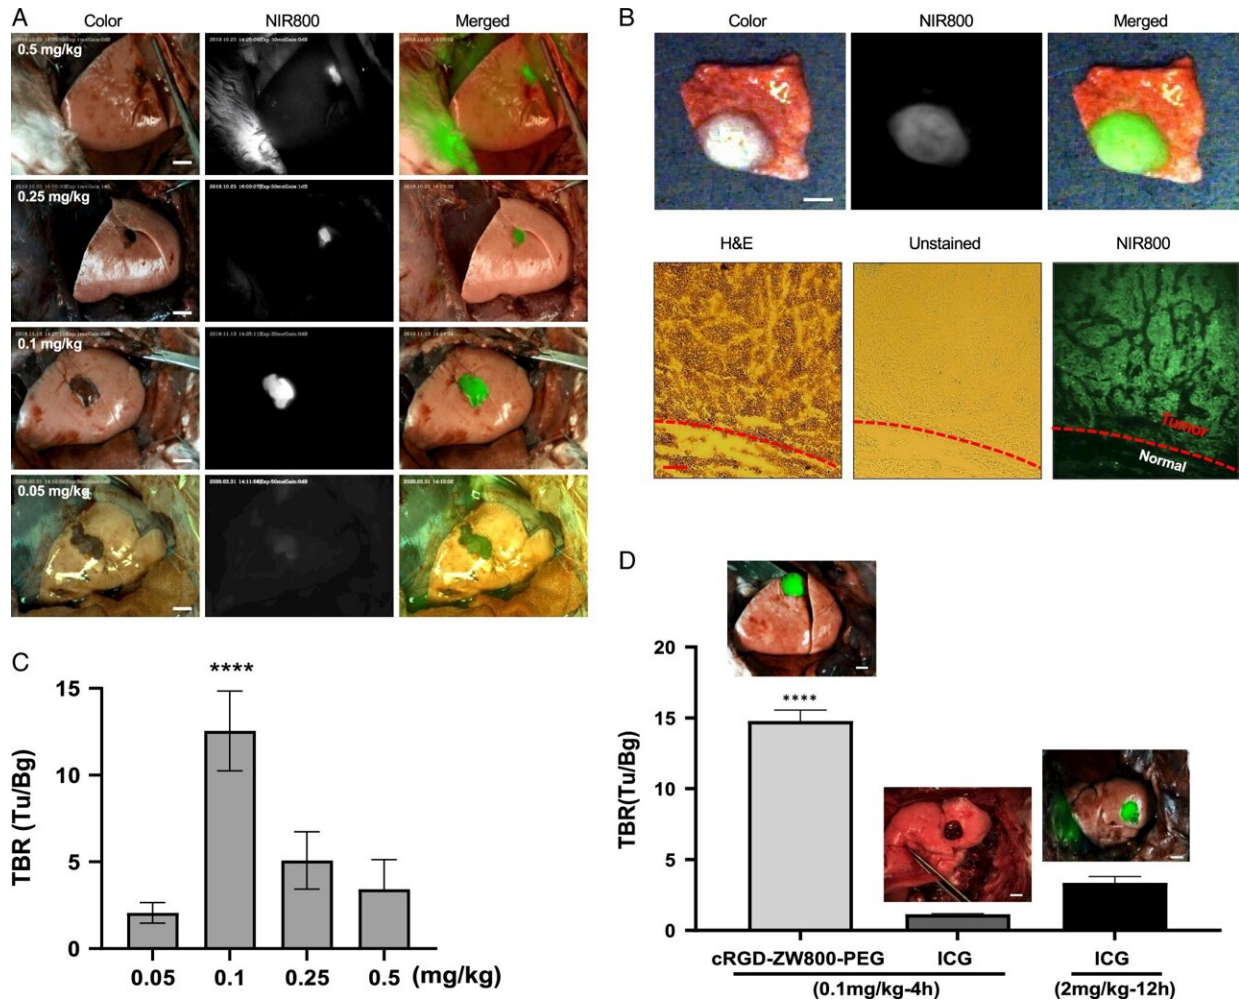 A
Color NIR800 Merged
0.5 mg/kg
0.25 mg/kg
0.1 mg/kg
0.05 mg/kg
B
Color NIR800 Merged
H&E Unstained NIR800
Tumor
Normal
C
****
TBR (Tu/Bg)
15
10
5
0
0.05 0.1 0.25 0.5 (mg/kg)
D
****
TBR(Tu/Bg)
20
15
10
5
0
cRGD-ZW800-PEG ICG ICG
(0.1mg/kg-4h) (2mg/kg-12h)